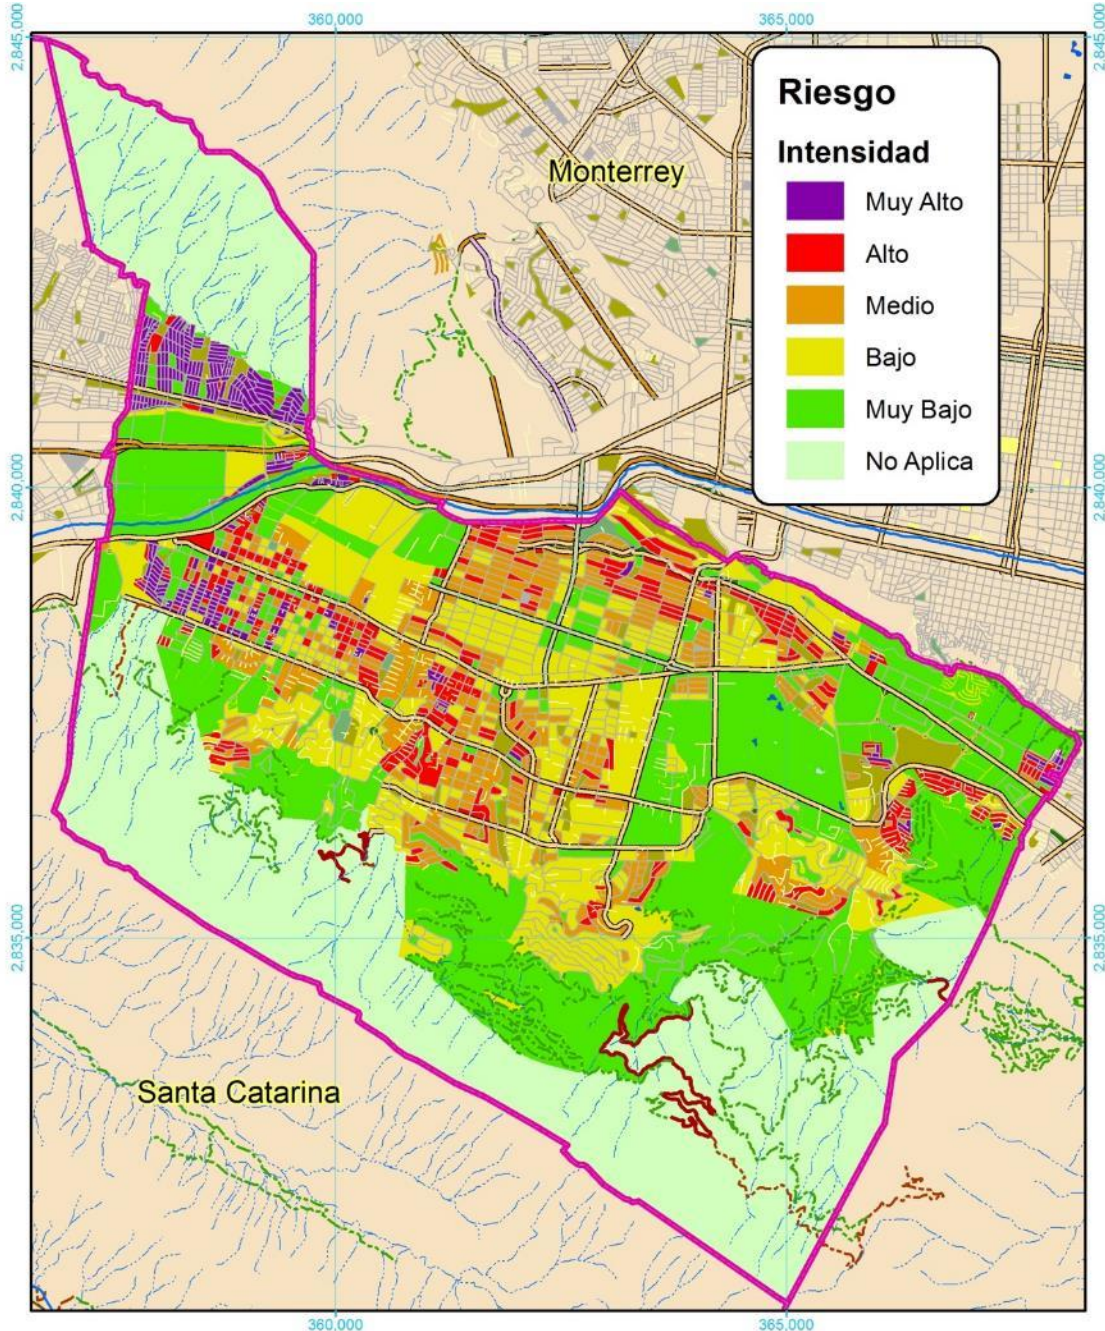 360,000
365,000
2,845,000
2,845,000
Riesgo
Intensidad
Muy Alto
Alto
Medio
Bajo
Muy Bajo
No Aplica
Monterrey
2,840,000
2,840,000
2,835,000
2,835,000
Santa Catarina
360,000
365,000